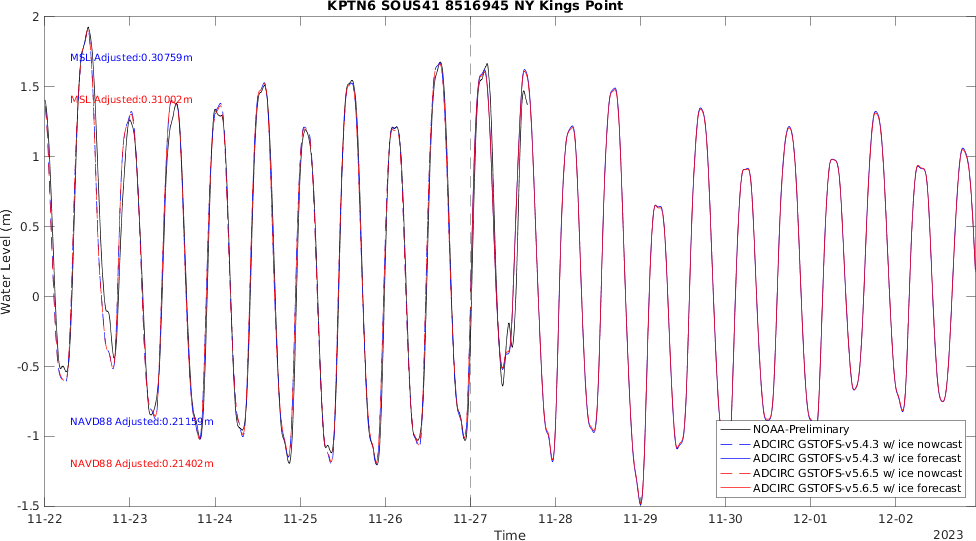 KPTN6 SOUS41 8516945 NY Kings Point
2
1.5
1
0.5
0
-0.5
-1
-1.5
Water Level (m)
MSL Adjusted:0.30759m
MSL Adjusted:0.31002m
NAVD88 Adjusted:0.21159m
NAVD88 Adjusted:0.21402m
NOAA-Preliminary
ADCIRC GSTOFS-v5.4.3 w/ ice nowcast
ADCIRC GSTOFS-v5.4.3 w/ ice forecast
ADCIRC GSTOFS-v5.6.5 w/ ice nowcast
ADCIRC GSTOFS-v5.6.5 w/ ice forecast
11-22 11-23 11-24 11-25 11-26 11-27 11-28 11-29 11-30 12-01 12-02
Time
2023